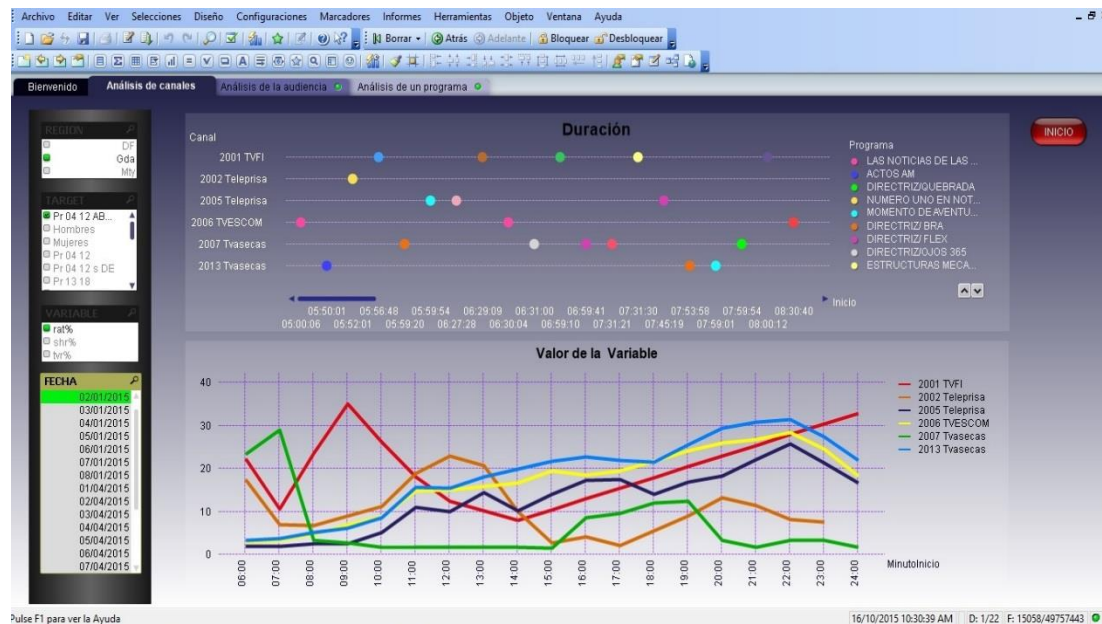 Archivo Editar Ver Selecciones Diseño Configuraciones Marcadores Informes Herramientas Objeto Ventana Ayuda
Borrar Atrás Adelante Bloquear Desbloquear
Bienvenido Análisis de canales Análisis de la audiencia Análisis de un programa
INICIO
REGION
DF
Gda
Mty
TARGET
Pr 04 12 AB...
Hombres
Mujeres
Pr 04 12
Pr 04 12 s DE
Pr 13 18
VARIABLE
rat%
shr%
tvr%
FECHA
02/01/2015
03/01/2015
04/01/2015
05/01/2015
06/01/2015
07/01/2015
08/01/2015
01/04/2015
02/04/2015
03/04/2015
04/04/2015
05/04/2015
06/04/2015
07/04/2015
Duración
Canal
2001 TVFI
2002 Teleprisa
2005 Teleprisa
2006 TVESCOM
2007 Tvasecas
2013 Tvasecas
Programa
LAS NOTICIAS DE LAS ...
ACTOS AM
DIRECTRIZ/QUEBRADA
NUMERO UNO EN NOT...
MOMENTO DE AVENTU...
DIRECTRIZ/ BRA
DIRECTRIZ/ FLEX
DIRECTRIZ/OJOS 365
ESTRUCTURAS MECA...
Inicio
05:50:01 05:56:48 05:59:54 06:29:09 06:31:00 06:59:41 07:31:30 07:53:58 07:59:54 08:30:40
05:00:06 05:52:01 05:59:20 06:27:28 06:30:04 06:59:10 07:31:21 07:45:19 07:59:01 08:00:12
Valor de la Variable
40
30
20
10
0
06:00 07:00 08:00 09:00 10:00 11:00 12:00 13:00 14:00 15:00 16:00 17:00 18:00 19:00 20:00 21:00 22:00 23:00 24:00
MinutoInicio
2001 TVFI
2002 Teleprisa
2005 Teleprisa
2006 TVESCOM
2007 Tvasecas
2013 Tvasecas
Pulse F1 para ver la Ayuda
16/10/2015 10:30:39 AM D: 1/22 F: 15058/49757443